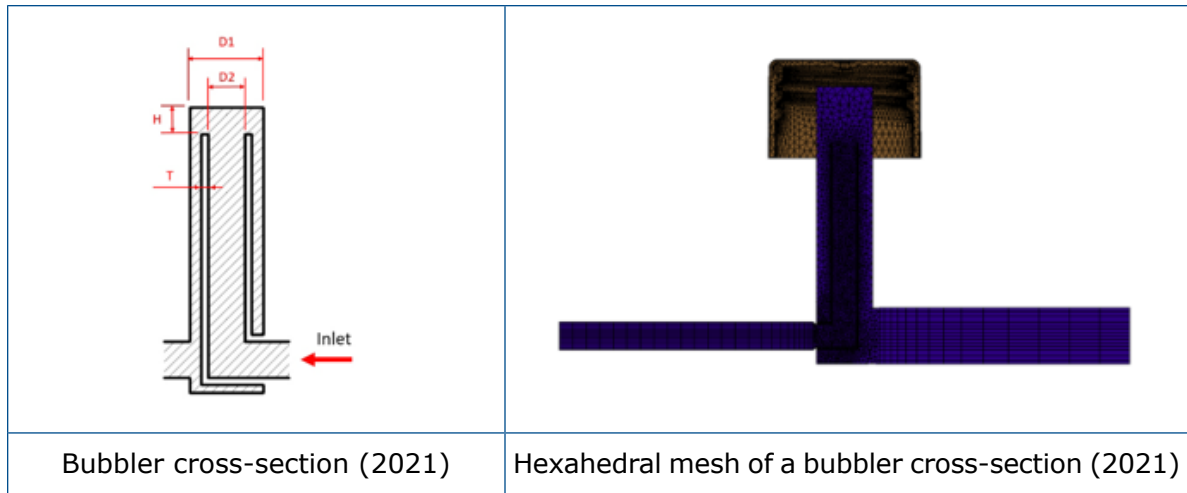 D1
D2
H
T
Inlet
Bubbler cross-section (2021)
Hexahedral mesh of a bubbler cross-section (2021)